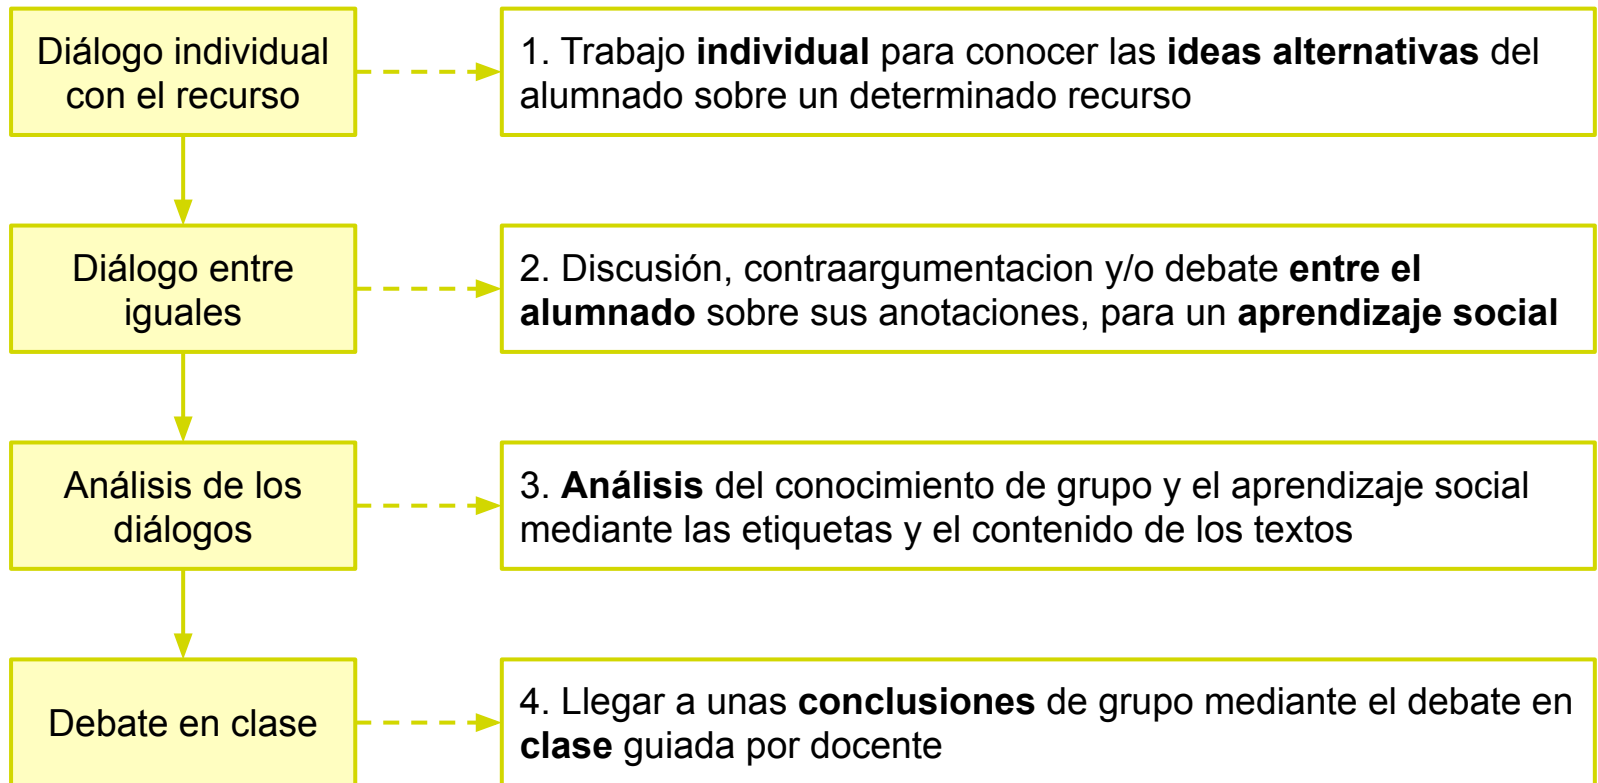 Diálogo individual
con el recurso
1. Trabajo individual para conocer las ideas alternativas del
alumnado sobre un determinado recurso
Diálogo entre
iguales
2. Discusión, contraargumentacion y/o debate entre el
alumnado sobre sus anotaciones, para un aprendizaje social
Análisis de los
diálogos
3. Análisis del conocimiento de grupo y el aprendizaje social
mediante las etiquetas y el contenido de los textos
Debate en clase
4. Llegar a unas conclusiones de grupo mediante el debate en
clase guiada por docente